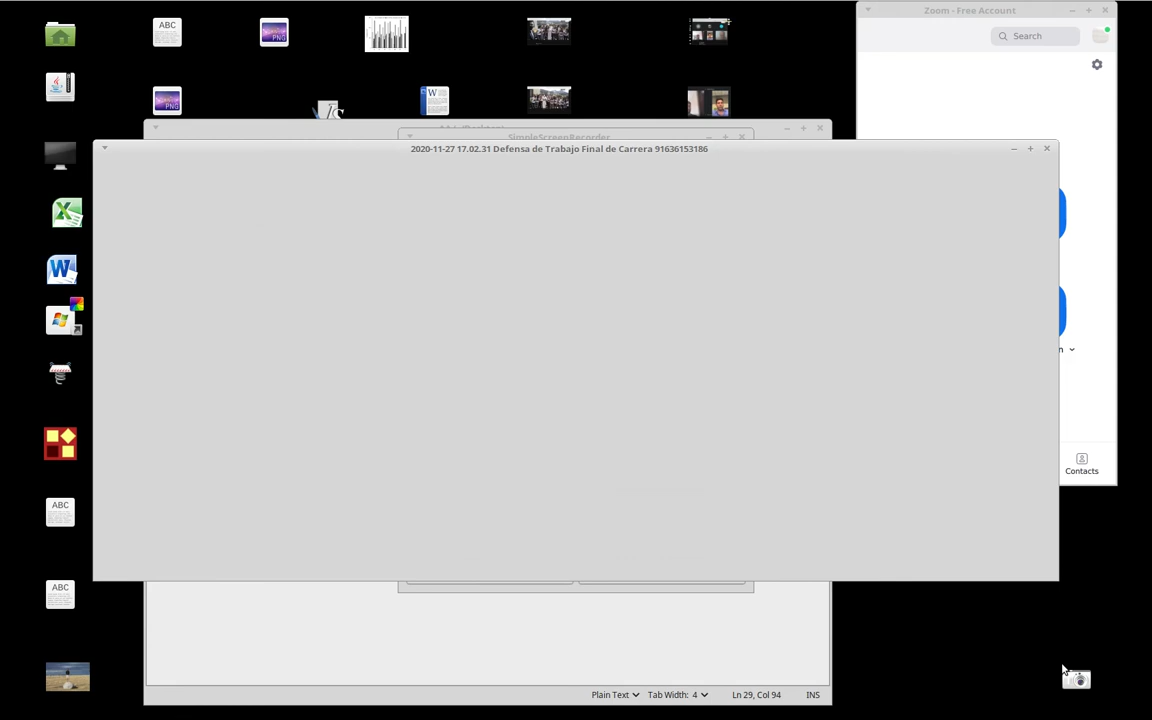 Zoom - Free Account
Search
ABC
SimpleScreenRecorder
2020-11-27 17.02.31 Defensa de Trabajo Final de Carrera 91636153186
n
Contacts
ABC
ABC
Plain Text
Tab Width: 4
Ln 29, Col 94
INS